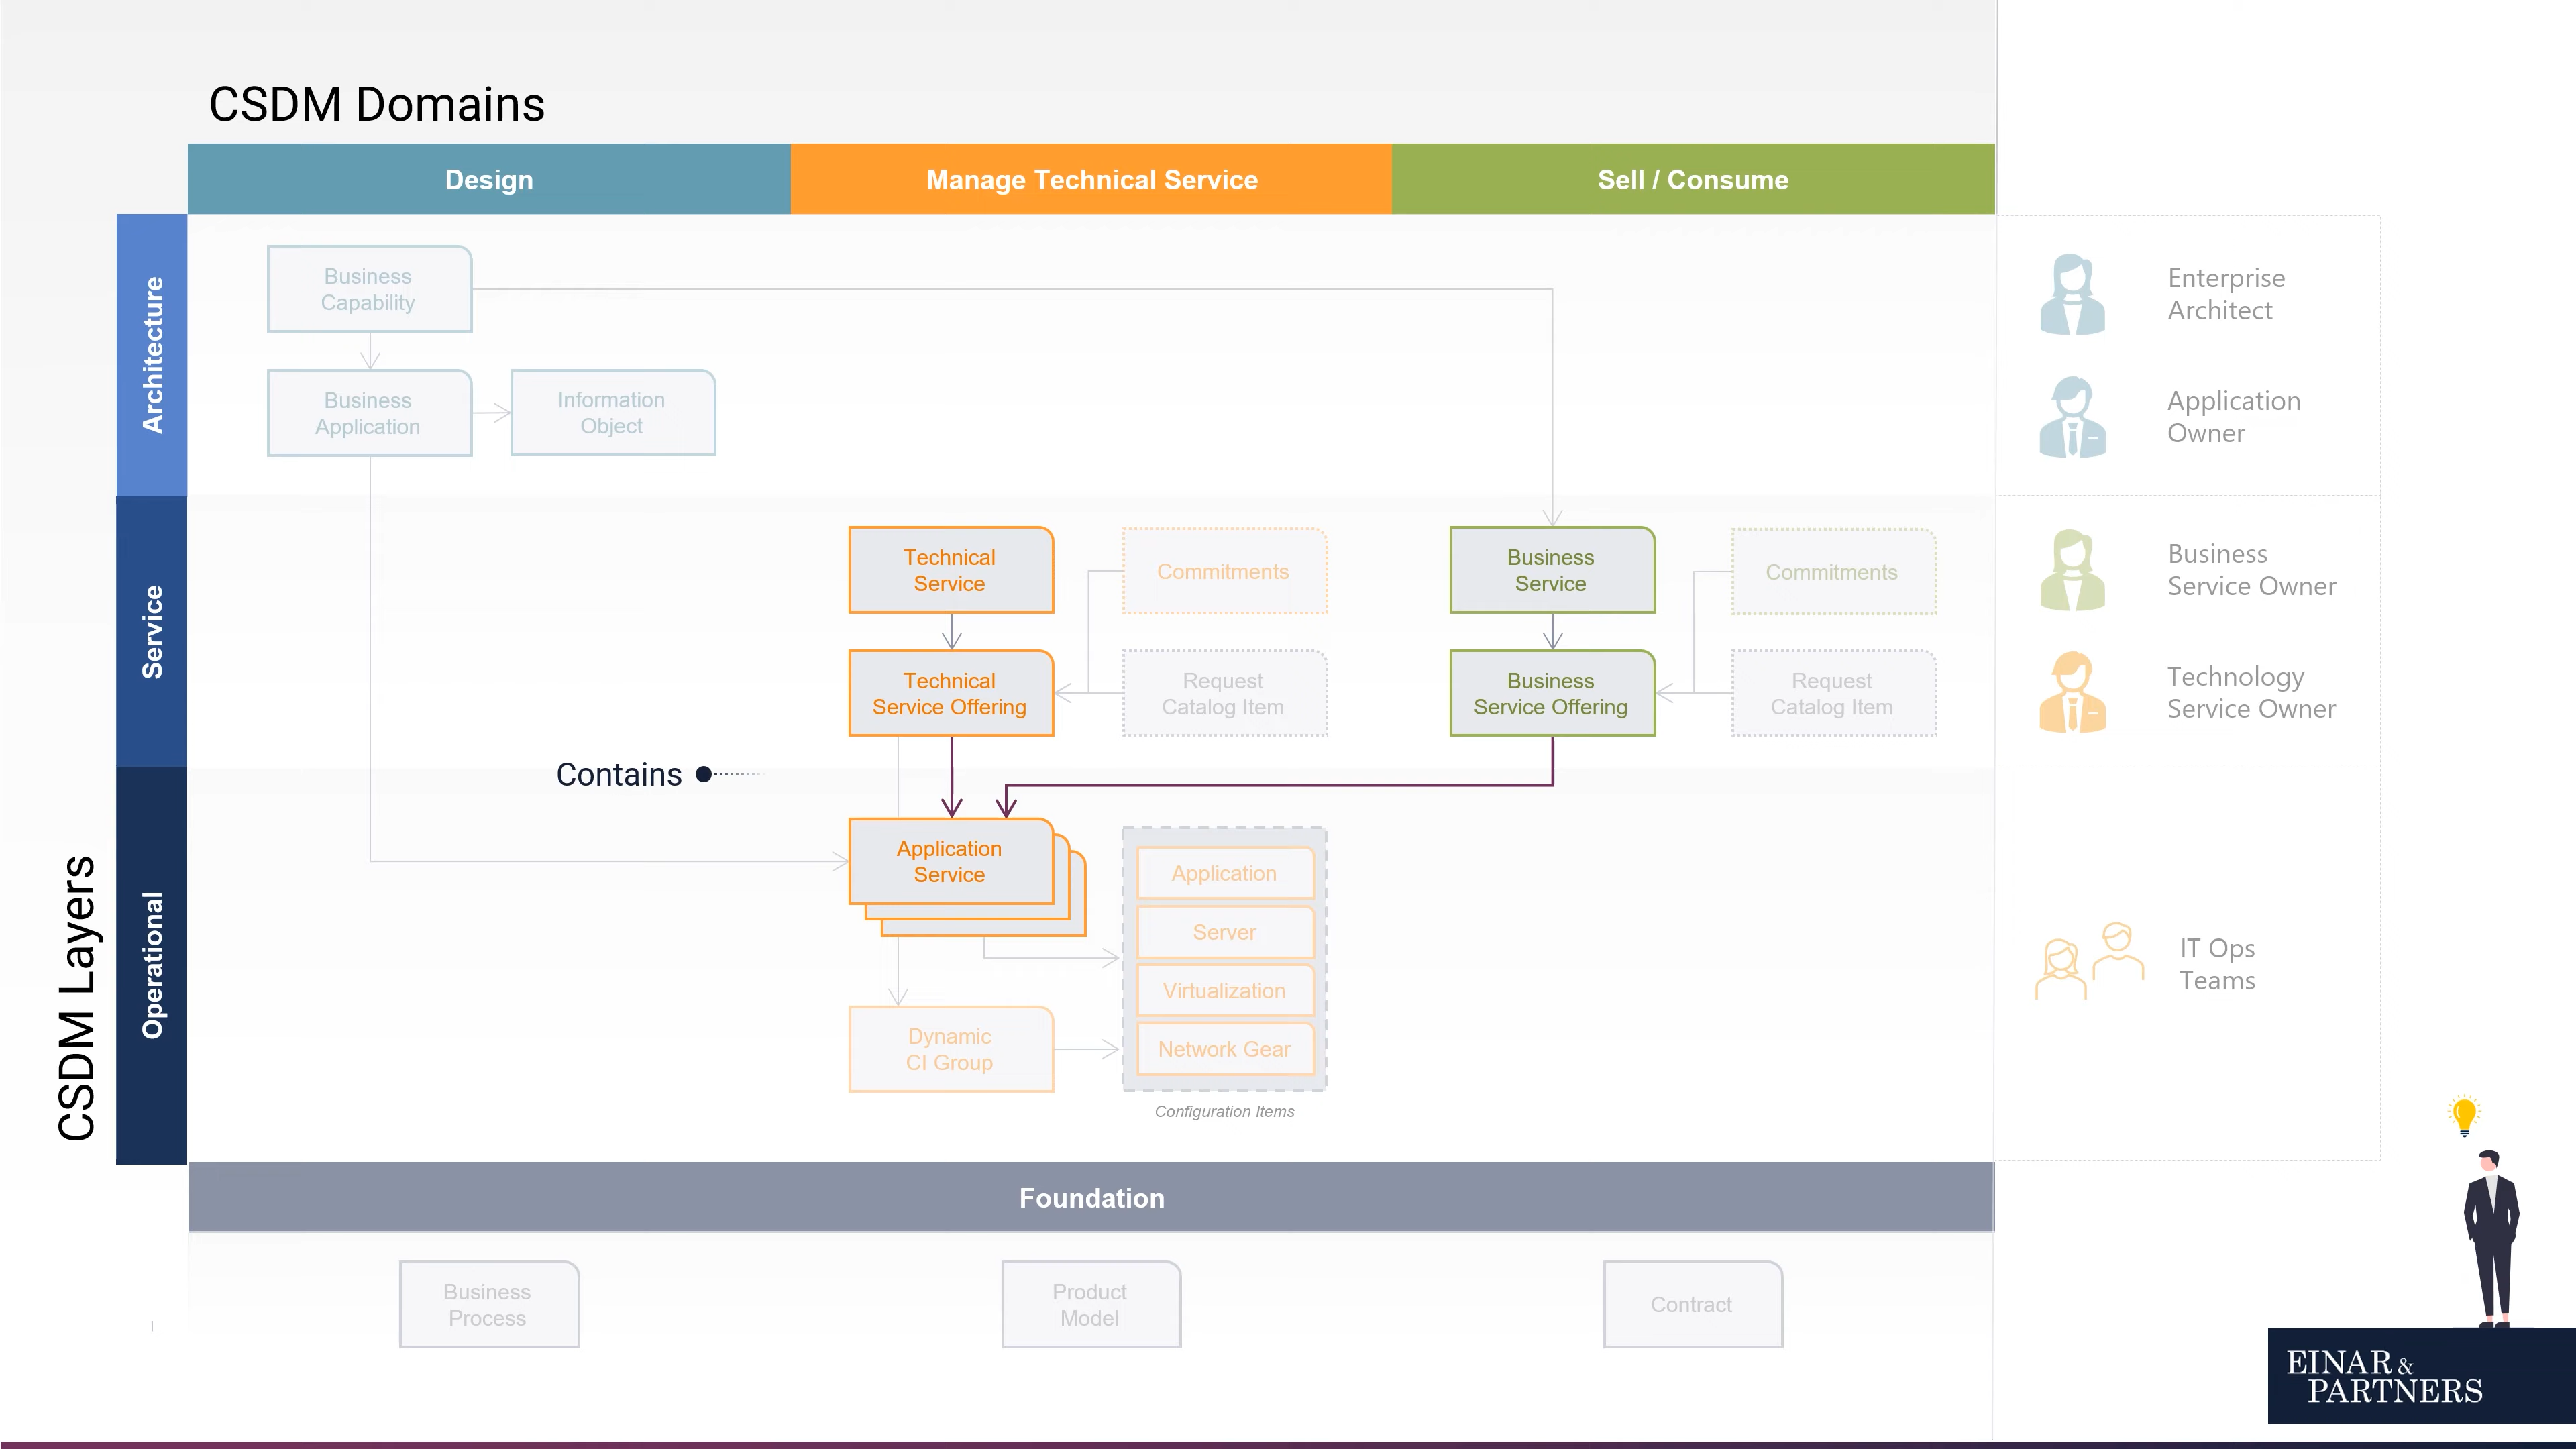 CSDM Domains
Design
Manage Technical Service
Sell / Consume
CSDM Layers
Architecture
Service
Operational
Business
Capability
Business
Application
Information
Object
Technical
Service
Commitments
Technical
Service Offering
Request
Catalog Item
Business
Service
Commitments
Business
Service Offering
Request
Catalog Item
Contains
Application
Service
Application
Server
Virtualization
Network Gear
Configuration Items
Dynamic
CI Group
Enterprise
Architect
Application
Owner
Business
Service Owner
Technology
Service Owner
IT Ops
Teams
Foundation
Business
Process
Product
Model
Contract
EINAR &
PARTNERS